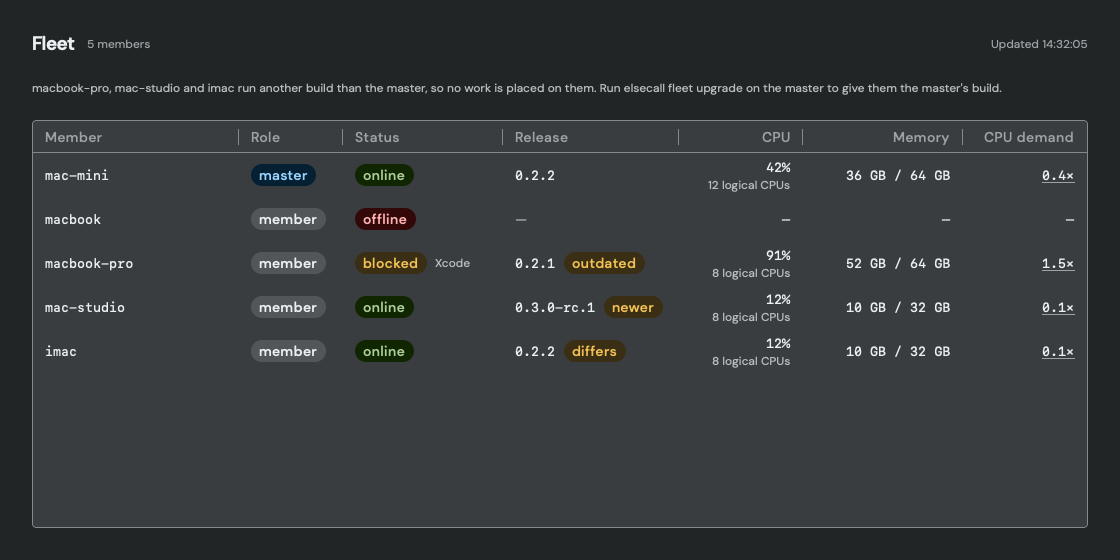 Fleet 5 members Updated 14:32:05
macbook-pro, mac-studio and imac run another build than the master, so no work is placed on them. Run elsecall fleet upgrade on the master to give them the master's build.
Member Role Status Release CPU Memory CPU demand
mac-mini master online 0.2.2 42% 36 GB / 64 GB 0.4×
12 logical CPUs
macbook member offline — — — —
macbook-pro member blocked Xcode 0.2.1 outdated 91% 52 GB / 64 GB 1.5×
8 logical CPUs
mac-studio member online 0.3.0-rc.1 newer 12% 10 GB / 32 GB 0.1×
8 logical CPUs
imac member online 0.2.2 differs 12% 10 GB / 32 GB 0.1×
8 logical CPUs